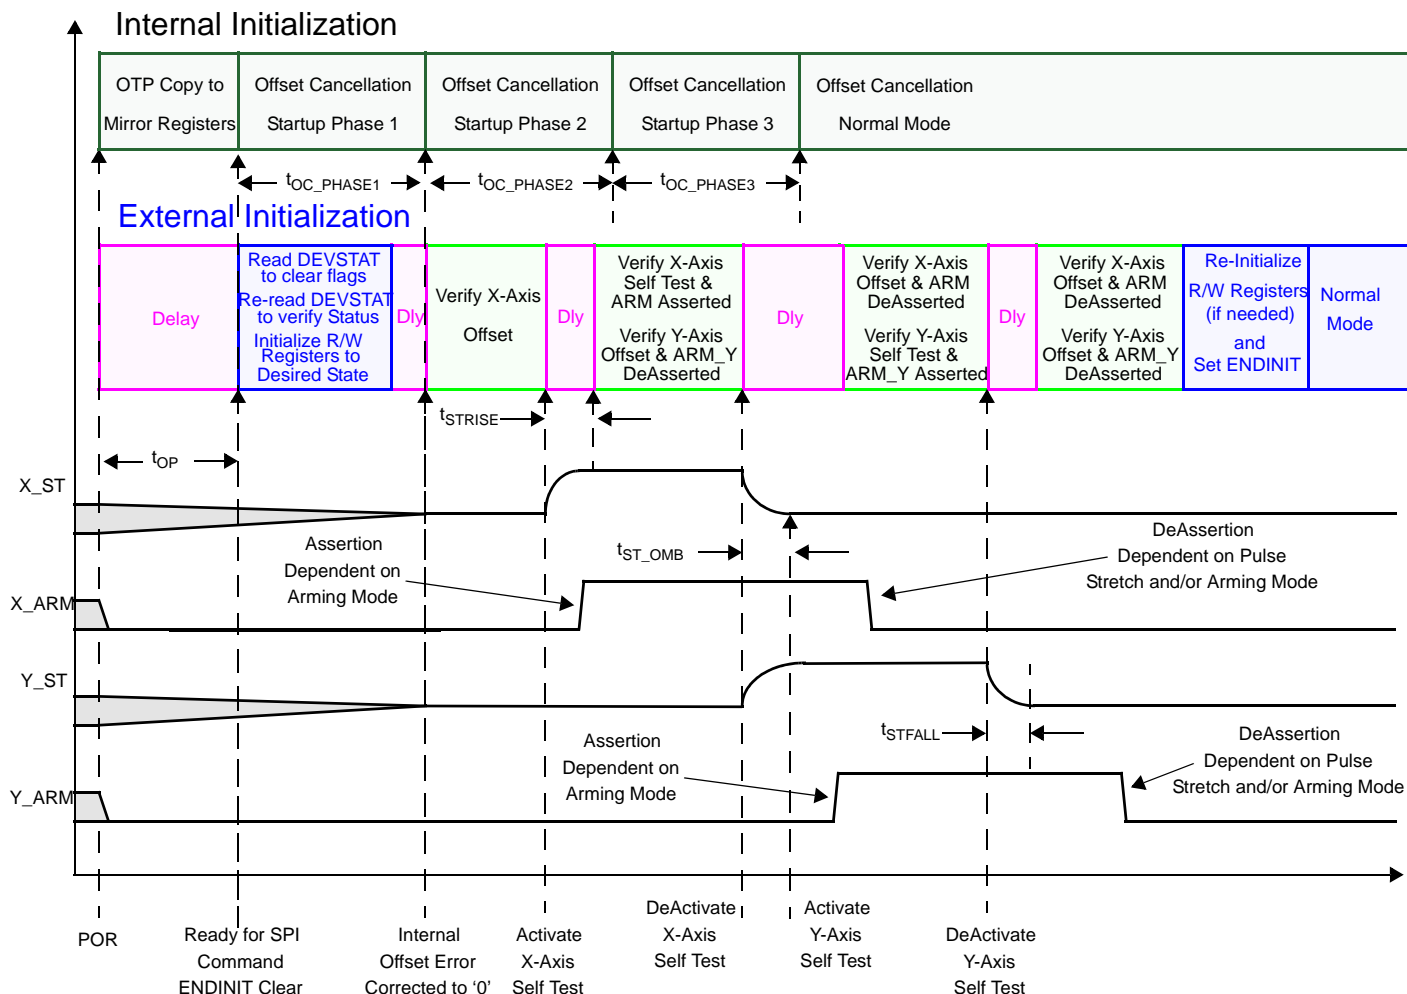 Internal Initialization
OTP Copy to
Mirror Registers
Offset Cancellation
Startup Phase 1
Offset Cancellation
Startup Phase 2
Offset Cancellation
Startup Phase 3
Offset Cancellation
Normal Mode
tOC_PHASE1
tOC_PHASE2
tOC_PHASE3
External Initialization
Delay
Read DEVSTAT
to clear flags
Re-read DEVSTAT
to verify Status
Initialize R/W
Registers to
Desired State
Dly
Verify X-Axis
Offset
Dly
Verify X-Axis
Self Test &
ARM Asserted
Verify Y-Axis
Offset & ARM_Y
DeAsserted
Dly
Verify X-Axis
Offset & ARM
DeAsserted
Verify Y-Axis
Self Test &
ARM_Y Asserted
Dly
Verify X-Axis
Offset & ARM
DeAsserted
Verify Y-Axis
Offset & ARM_Y
DeAsserted
Re-Initialize
R/W Registers
(if needed)
and
Set ENDINIT
Normal
Mode
tSTRISE
tOP
X_ST
tST_OMB
Assertion
Dependent on
Arming Mode
DeAssertion
Dependent on Pulse
Stretch and/or Arming Mode
X_ARM
Y_ST
tSTFALL
Assertion
Dependent on
Arming Mode
DeAssertion
Dependent on Pulse
Stretch and/or Arming Mode
Y_ARM
POR
Ready for SPI
Command
ENDINIT Clear
Internal
Offset Error
Corrected to ‘0’
Activate
X-Axis
Self Test
DeActivate
X-Axis
Self Test
Activate
Y-Axis
Self Test
DeActivate
Y-Axis
Self Test